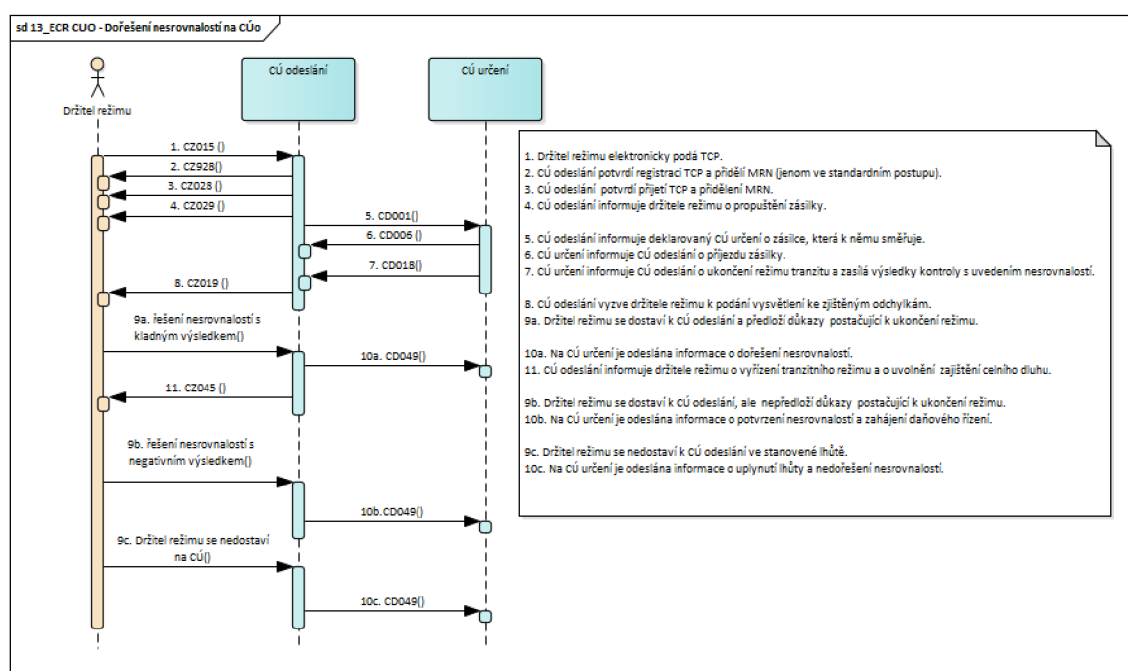 sd 13_ECR CUO - Dořešení nesrovnalostí na CÚo
CÚ odeslání
CÚ určení
Držitel režimu
1. CZ015 ()
2. CZ928()
3. CZ028 ()
4. CZ029 ()
5. CD001()
6. CD006 ()
7. CD018()
8. CZ019 ()
9a. řešení nesrovnalostí s
kladným výsledkem()
10a. CD049()
11. CZ045 ()
9b. řešení nesrovnalostí s
negativním výsledkem()
10b.CD049()
9c. Držitel režimu se nedostaví
na CÚ()
10c. CD049()
1. Držitel režimu elektronicky podá TCP.
2. CÚ odeslání potvrdí registraci TCP a přidělí MRN (jenom ve standardním postupu).
3. CÚ odeslání potvrdí přijetí TCP a přidělení MRN.
4. CÚ odeslání informuje držitele režimu o propuštění zásilky.
5. CÚ odeslání informuje deklarovaný CÚ určení o zásilce, která k němu směřuje.
6. CÚ určení informuje CÚ odeslání o příjezdu zásilky.
7. CÚ určení informuje CÚ odeslání o ukončení režimu tranzitu a zasílá výsledky kontroly s uvedením nesrovnalostí.
8. CÚ odeslání vyzve držitele režimu k podání vysvětlení ke zjištěným odchylkám.
9a. Držitel režimu se dostaví k CÚ odeslání a předloží důkazy postačující k ukončení režimu.
10a. Na CÚ určení je odeslána informace o dořešení nesrovnalostí.
11. CÚ odeslání informuje držitele režimu o vyřízení tranzitního režimu a o uvolnění zajištění celního dluhu.
9b. Držitel režimu se dostaví k CÚ odeslání, ale nepředloží důkazy postačující k ukončení režimu.
10b. Na CÚ určení je odeslána informace o potvrzení nesrovnalostí a zahájení daňového řízení.
9c. Držitel režimu se nedostaví k CÚ odeslání ve stanovené lhůtě.
10c. Na CÚ určení je odeslána informace o uplynutí lhůty a nedořešení nesrovnalostí.